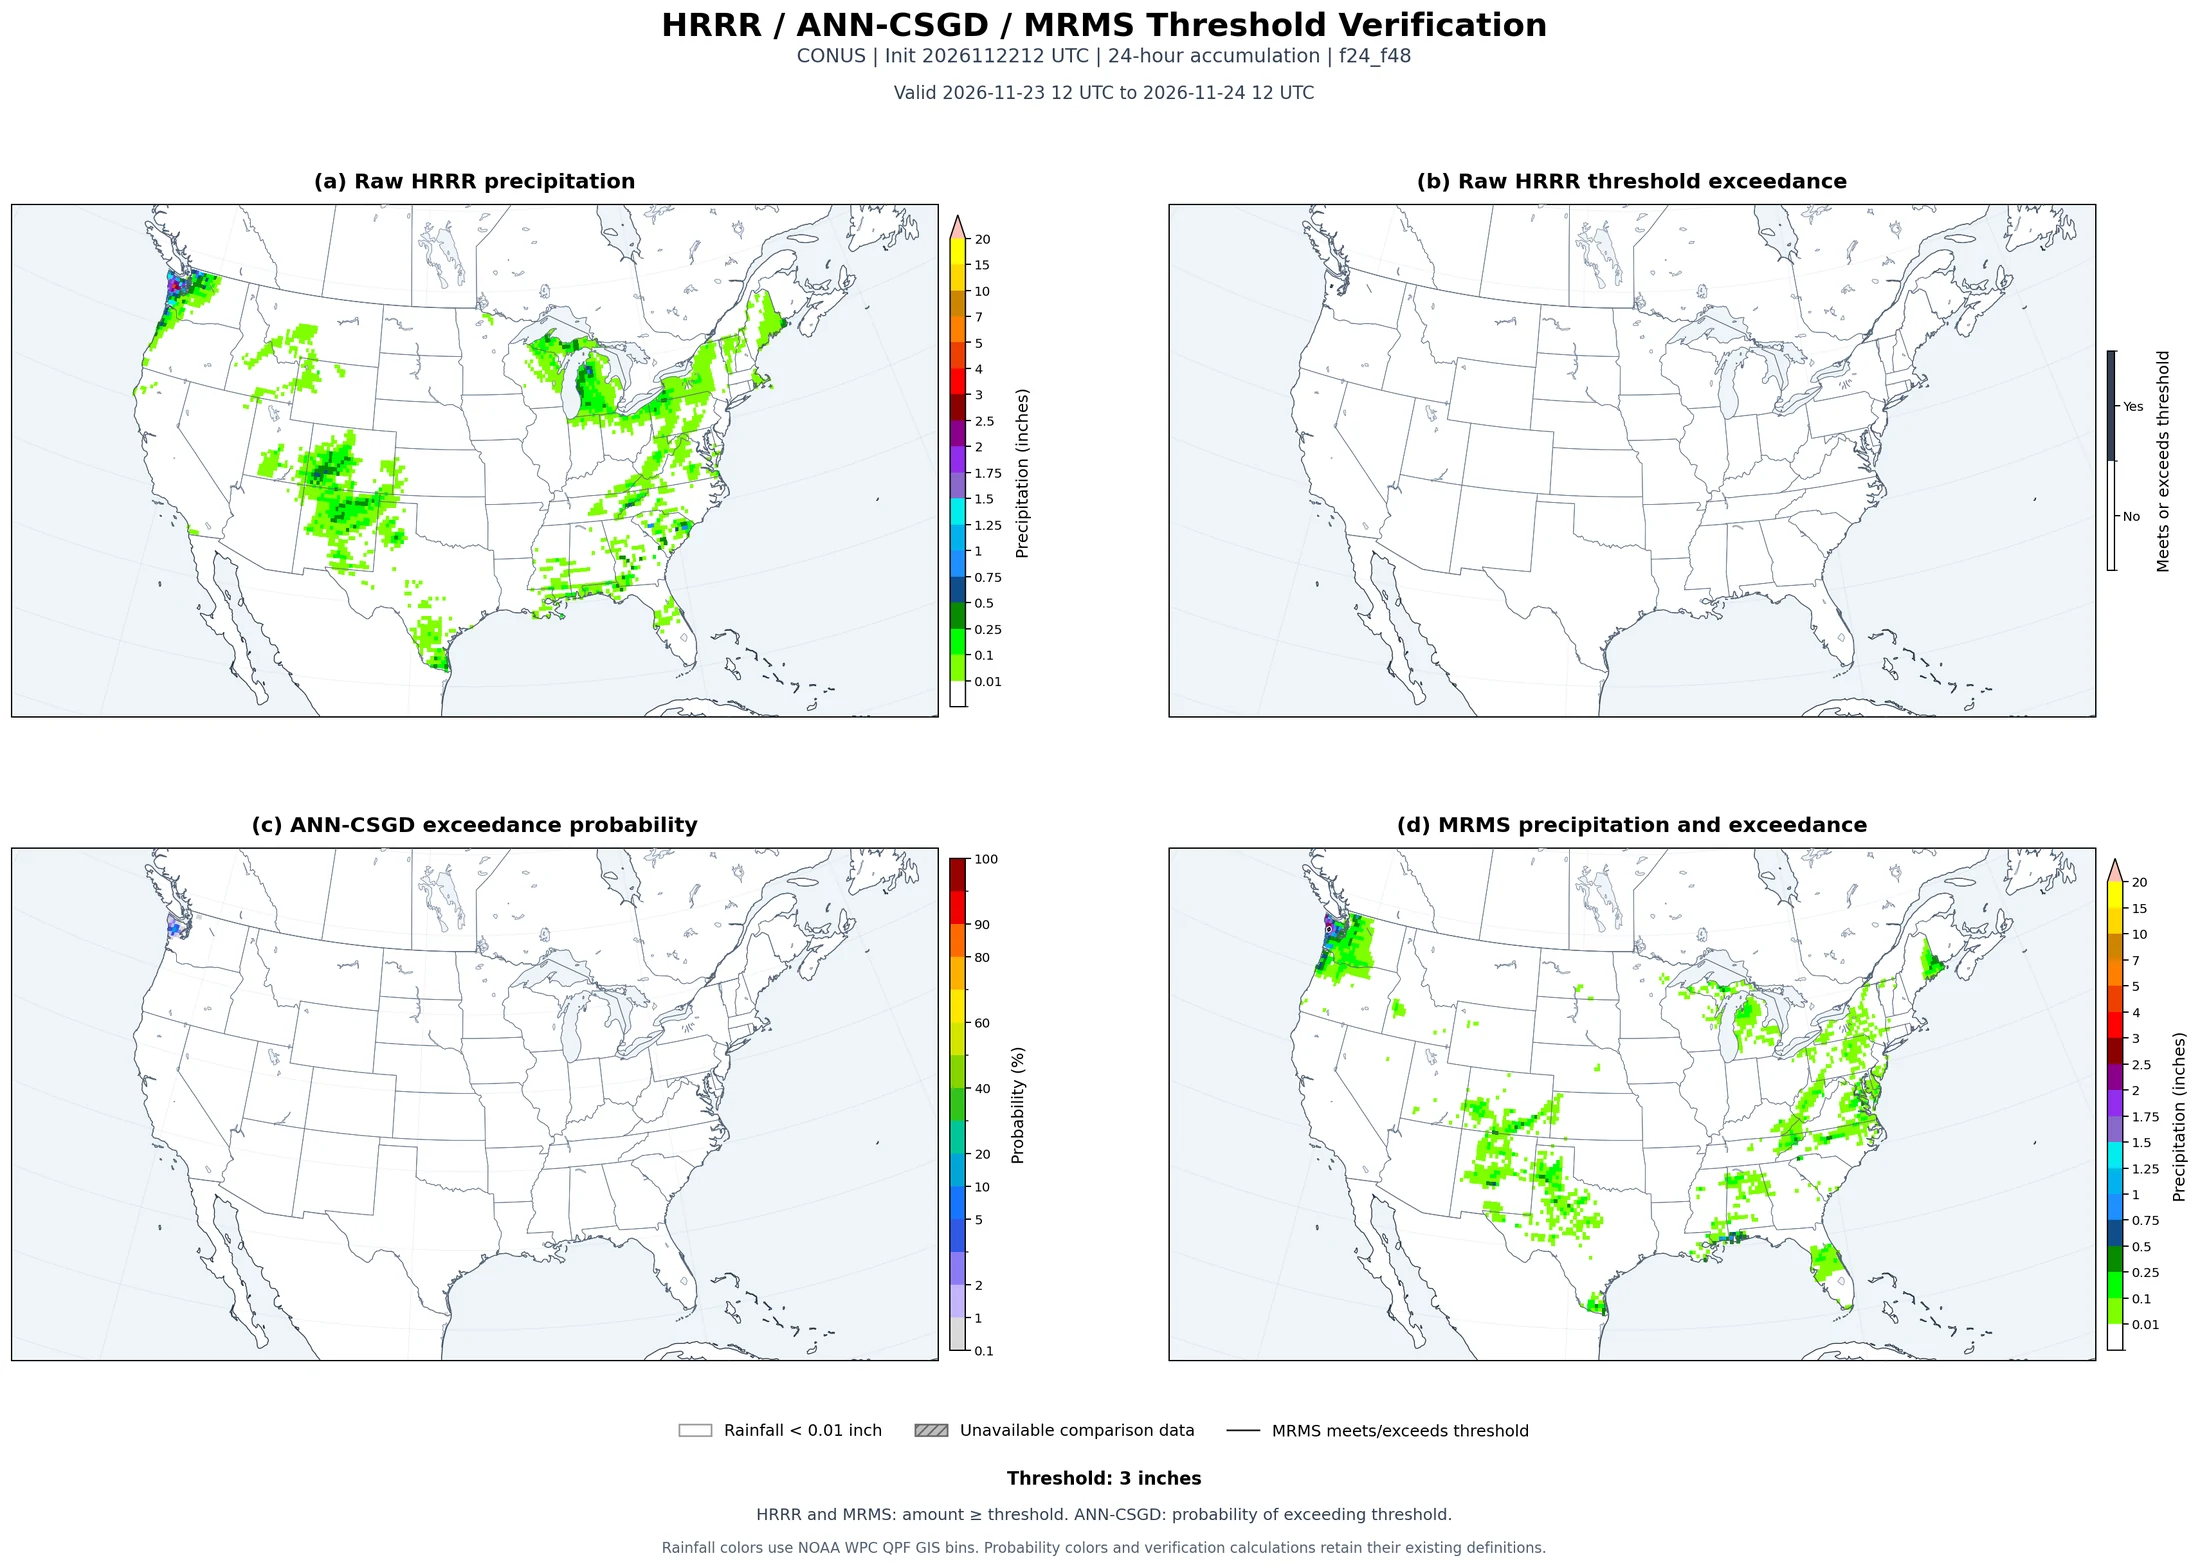 HRRR / ANN-CSGD / MRMS Threshold Verification
CONUS | Init 2026112212 UTC | 24-hour accumulation | f24_f48
Valid 2026-11-23 12 UTC to 2026-11-24 12 UTC
(a) Raw HRRR precipitation
20
15
10
7
5
4
3
2.5
2
1.75
1.5
1.25
1
0.75
0.5
0.25
0.1
0.01
Precipitation (inches)
(b) Raw HRRR threshold exceedance
Yes
No
Meets or exceeds threshold
(c) ANN-CSGD exceedance probability
100
90
80
60
40
20
10
5
2
1
0.1
Probability (%)
(d) MRMS precipitation and exceedance
20
15
10
7
5
4
3
2.5
2
1.75
1.5
1.25
1
0.75
0.5
0.25
0.1
0.01
Precipitation (inches)
Rainfall < 0.01 inch
Unavailable comparison data
MRMS meets/exceeds threshold
Threshold: 3 inches
HRRR and MRMS: amount ≥ threshold. ANN-CSGD: probability of exceeding threshold.
Rainfall colors use NOAA WPC QPF GIS bins. Probability colors and verification calculations retain their existing definitions.